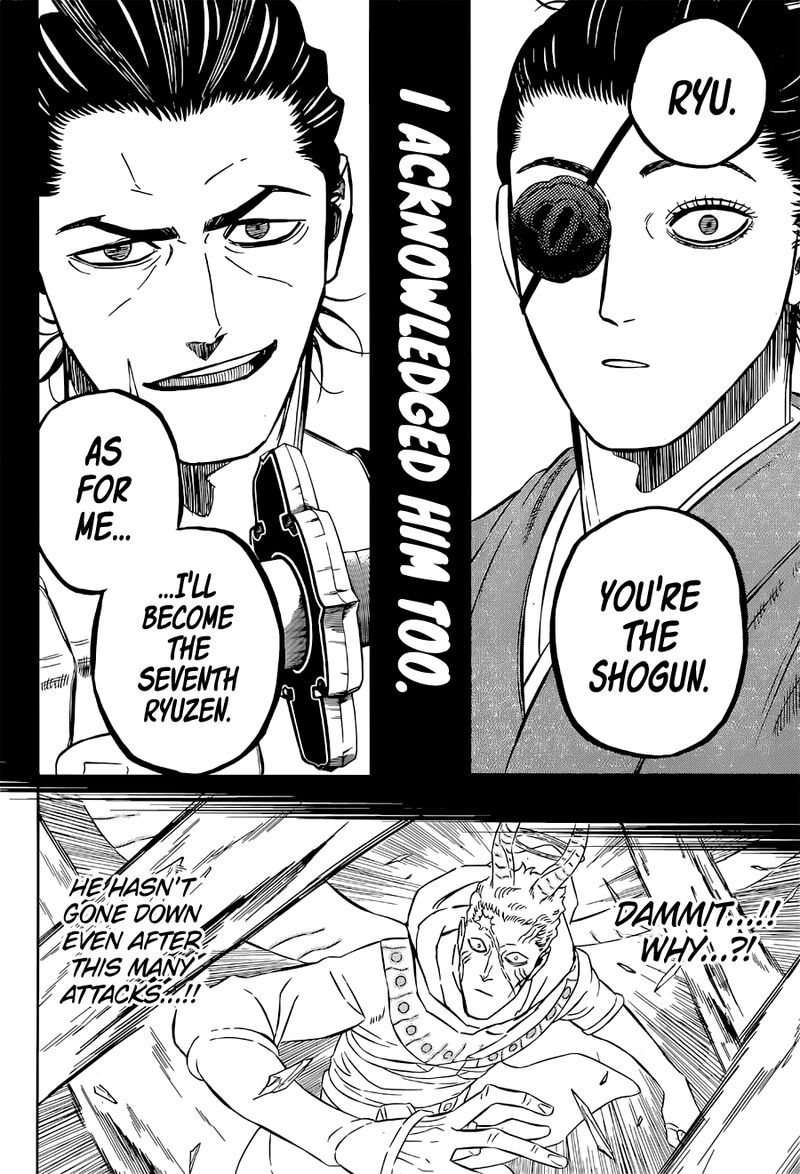 RYU.
YOU'RE
THE
SHOGUN.
I ACKNOWLEDGED HIM TOO.
AS
FOR
ME...
...I'LL
BECOME
THE
SEVENTH
RYUZEN.
DAMMIT...!!
WHY...?!
HE HASN'T
GONE DOWN
EVEN AFTER
THIS MANY
ATTACKS...!!